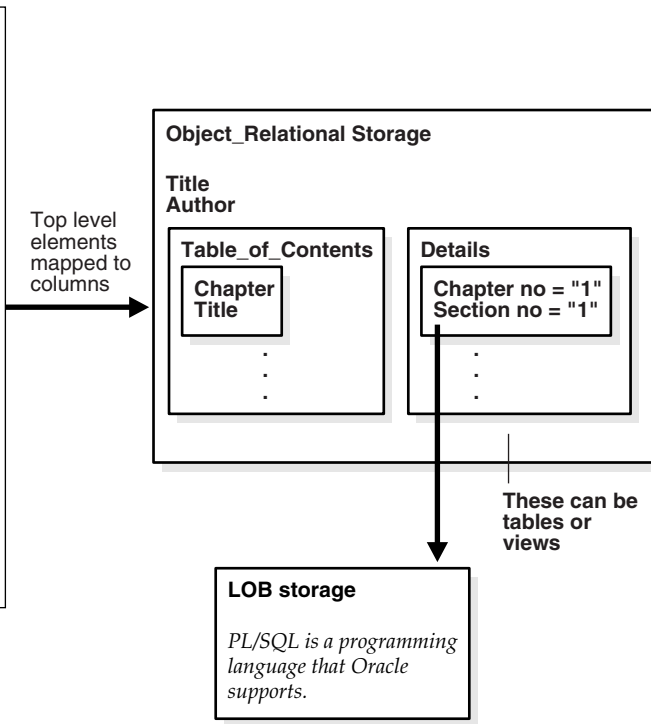 Object_Relational Storage
Title
Author
Top level
elements
mapped to
columns
Table_of_Contents
Chapter
Title
.
.
.
Details
Chapter no = "1"
Section no = "1"
.
.
.
These can be
tables or
views
LOB storage
PL/SQL is a programming
language that Oracle
supports.